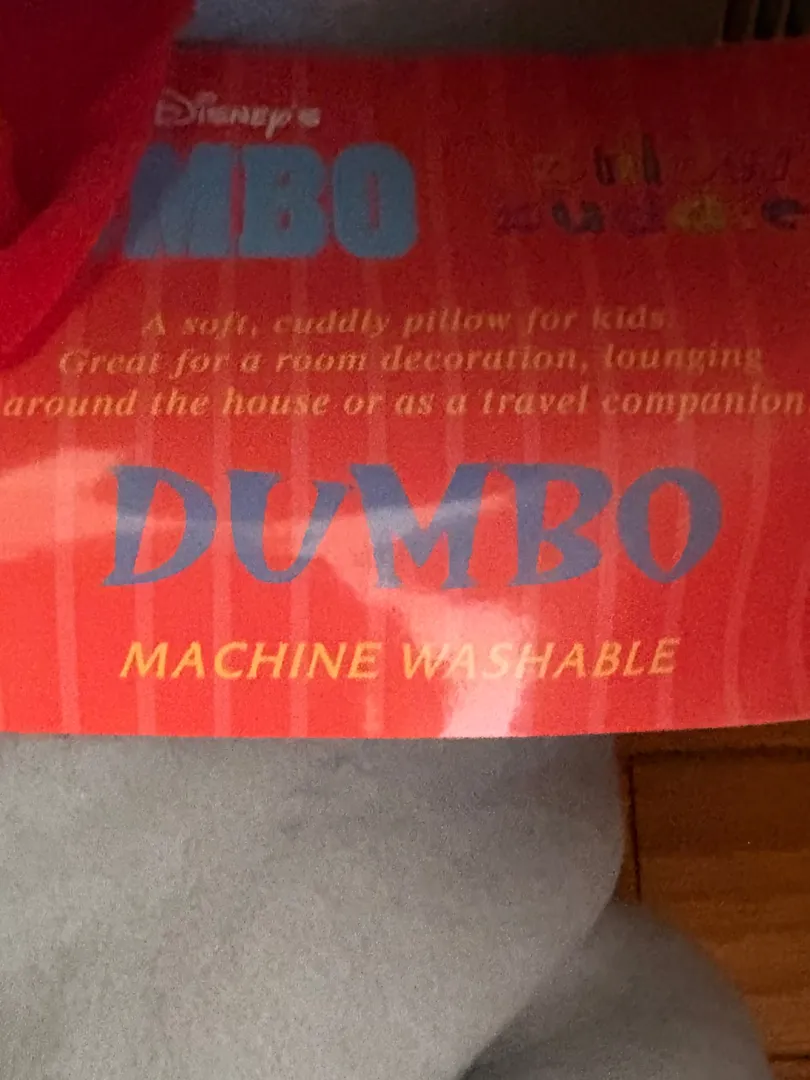 Disney's
MBO
A soft, cuddly pillow for kids.
Great for a room decoration, lounging
around the house or as a travel companion
DUMBO
MACHINE WASHABLE